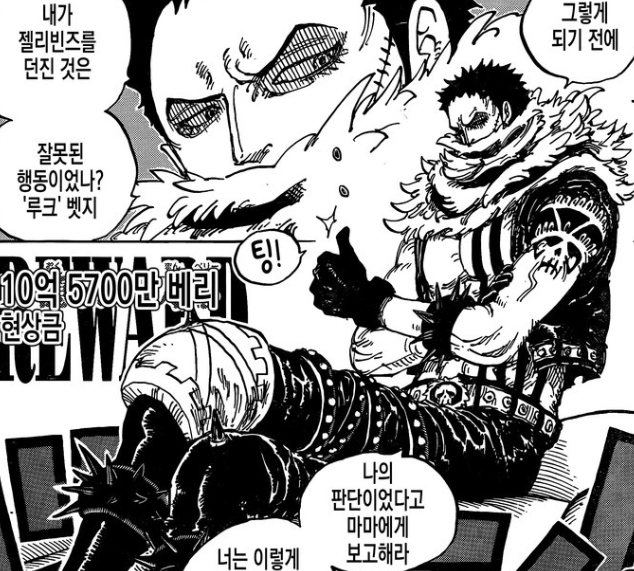 그렇게
되기 전에
내가
젤리빈즈를
던진 것은
잘못된
행동이었나?
'루크' 벳지
팅!
10억 5700만 베리
현상금
REWARD
나의
판단이었다고
마마에게
보고해라
너는 이렇게